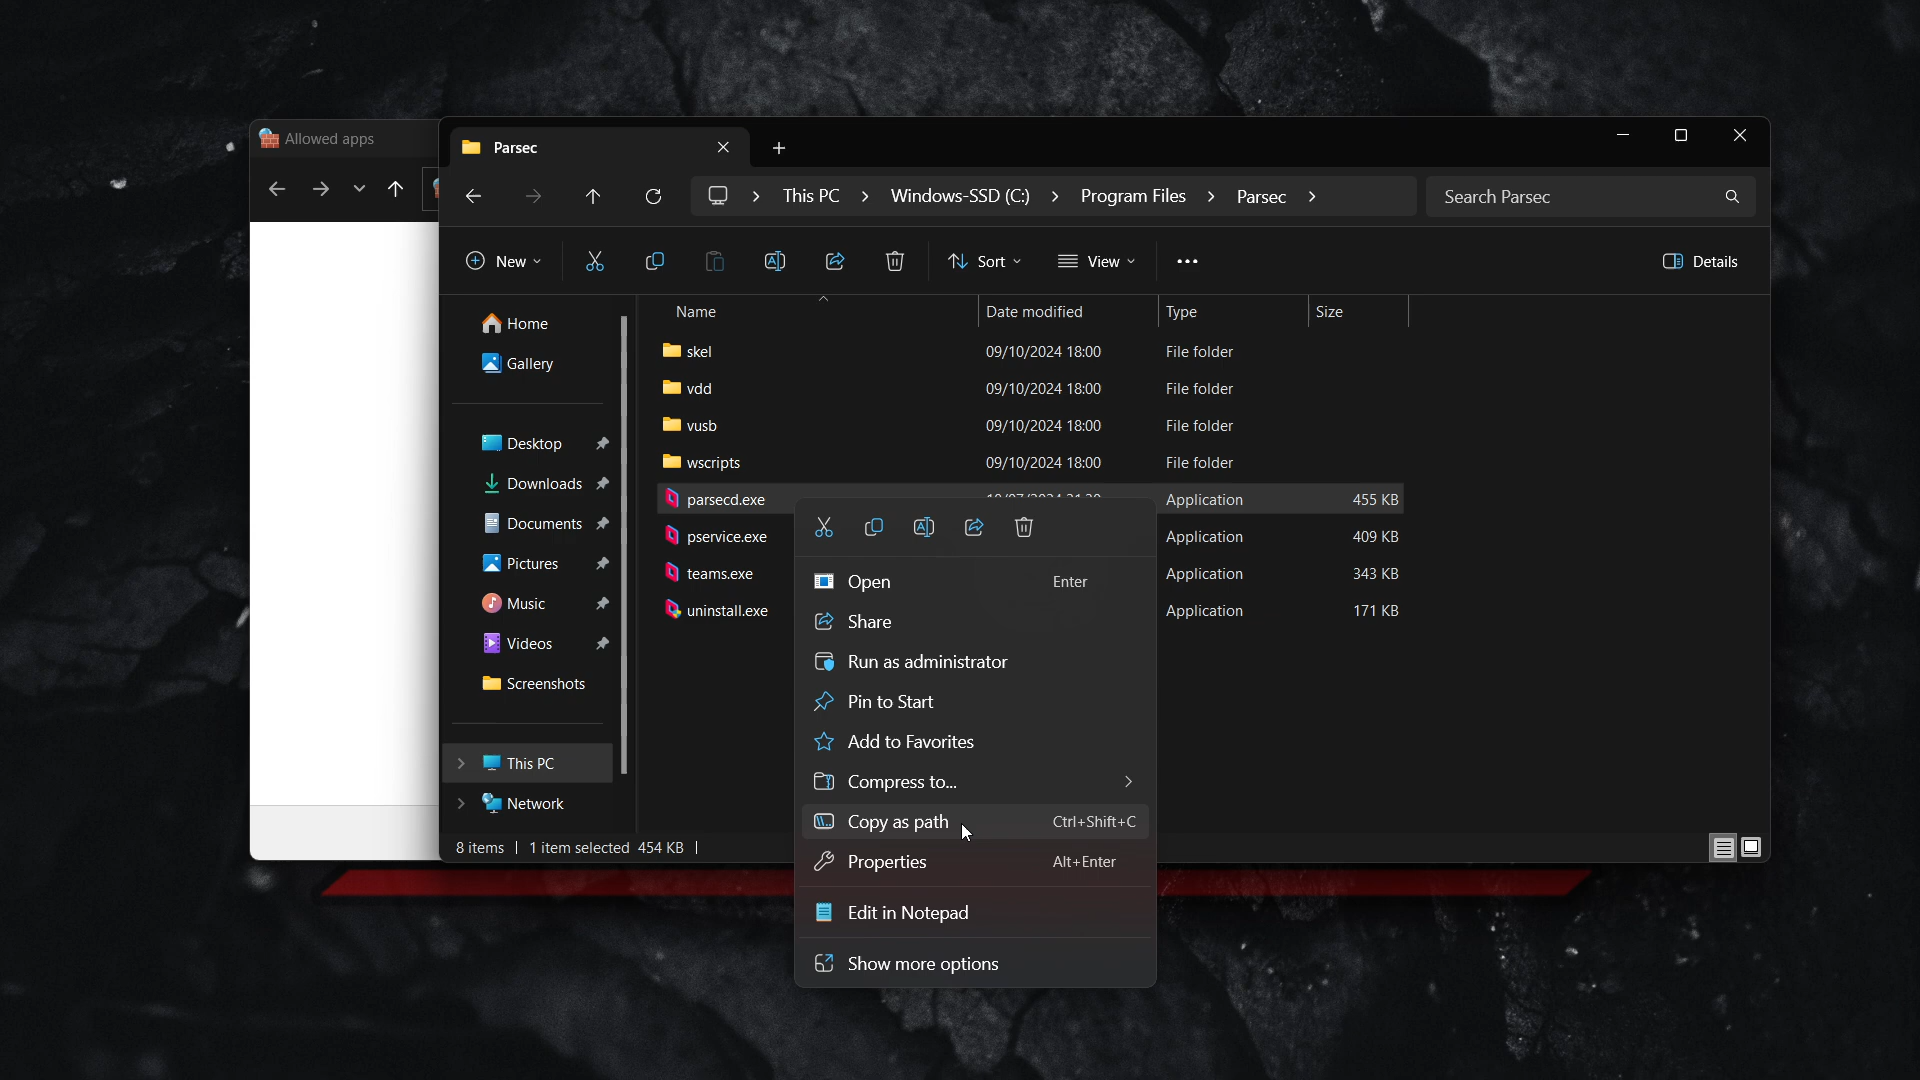 Allowed apps
Parsec
This PC
Windows-SSD (C:)
Program Files
Parsec
Search Parsec
New
Sort
View
Details
Home
Gallery
Desktop
Downloads
Documents
Pictures
Music
Videos
Screenshots
This PC
Network
Name Date modified Type Size
skel 09/10/2024 18:00 File folder
vdd 09/10/2024 18:00 File folder
vusb 09/10/2024 18:00 File folder
wscripts 09/10/2024 18:00 File folder
parsecd.exe Application 455 KB
pservice.exe Application 409 KB
teams.exe Application 343 KB
uninstall.exe Application 171 KB
Open Enter
Share
Run as administrator
Pin to Start
Add to Favorites
Compress to...
Copy as path Ctrl+Shift+C
Properties Alt+Enter
Edit in Notepad
Show more options
8 items 1 item selected 454 KB